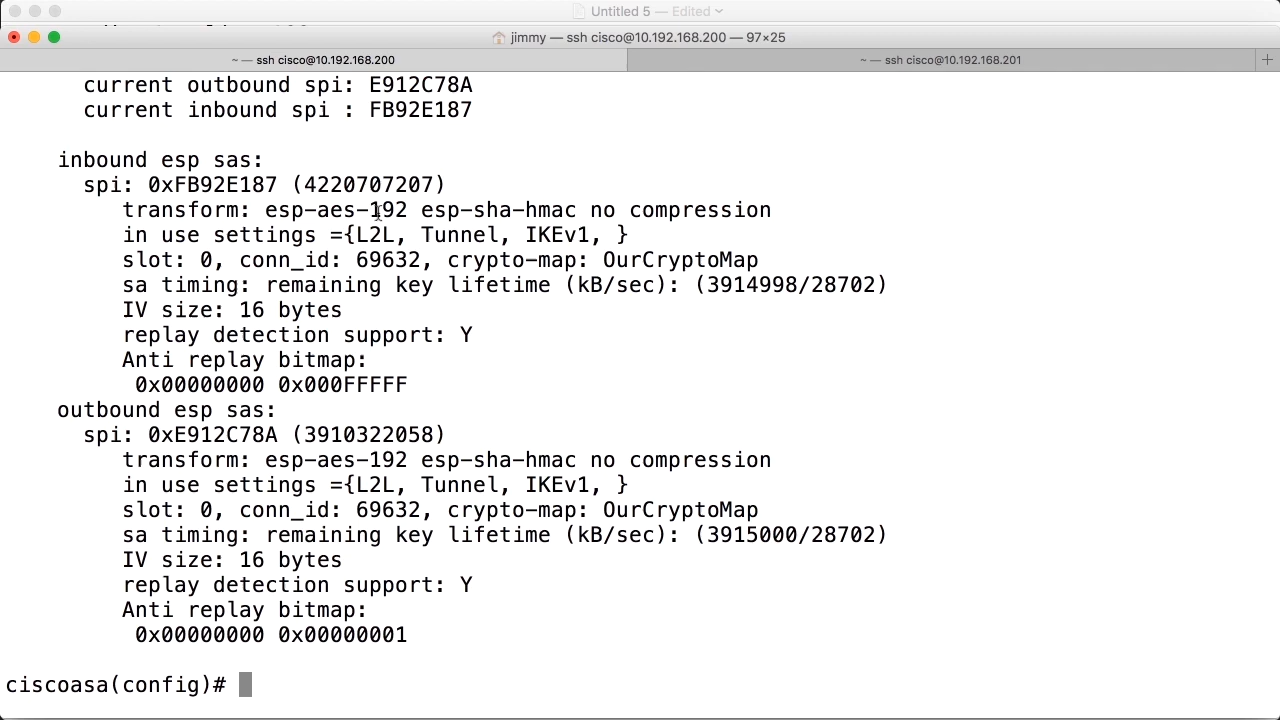 Untitled 5 — Edited
jimmy — ssh cisco@10.192.168.200 — 97×25
~ — ssh cisco@10.192.168.200
~ — ssh cisco@10.192.168.201
+
current outbound spi: E912C78A
current inbound spi : FB92E187
inbound esp sas:
spi: 0xFB92E187 (4220707207)
transform: esp-aes-192 esp-sha-hmac no compression
in use settings ={L2L, Tunnel, IKEv1, }
slot: 0, conn_id: 69632, crypto-map: OurCryptoMap
sa timing: remaining key lifetime (kB/sec): (3914998/28702)
IV size: 16 bytes
replay detection support: Y
Anti replay bitmap:
0x00000000 0x000FFFFF
outbound esp sas:
spi: 0xE912C78A (3910322058)
transform: esp-aes-192 esp-sha-hmac no compression
in use settings ={L2L, Tunnel, IKEv1, }
slot: 0, conn_id: 69632, crypto-map: OurCryptoMap
sa timing: remaining key lifetime (kB/sec): (3915000/28702)
IV size: 16 bytes
replay detection support: Y
Anti replay bitmap:
0x00000000 0x00000001
ciscoasa(config)#